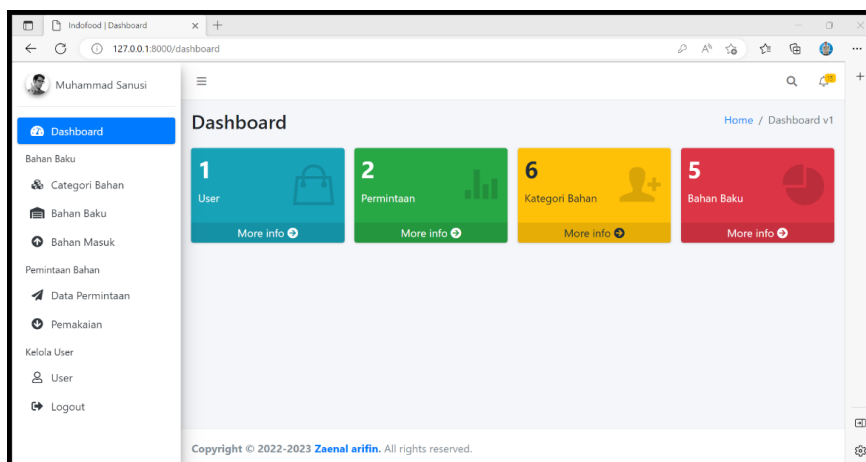 Indofood | Dashboard
127.0.0.1:8000/dashboard
Muhammad Sanusi
Dashboard
Bahan Baku
Categori Bahan
Bahan Baku
Bahan Masuk
Pemintaan Bahan
Data Permintaan
Pemakaian
Kelola User
User
Logout
Dashboard
Home / Dashboard v1
1
User
More info
2
Permintaan
More info
6
Kategori Bahan
More info
5
Bahan Baku
More info
Copyright © 2022-2023 Zaenal arifin. All rights reserved.